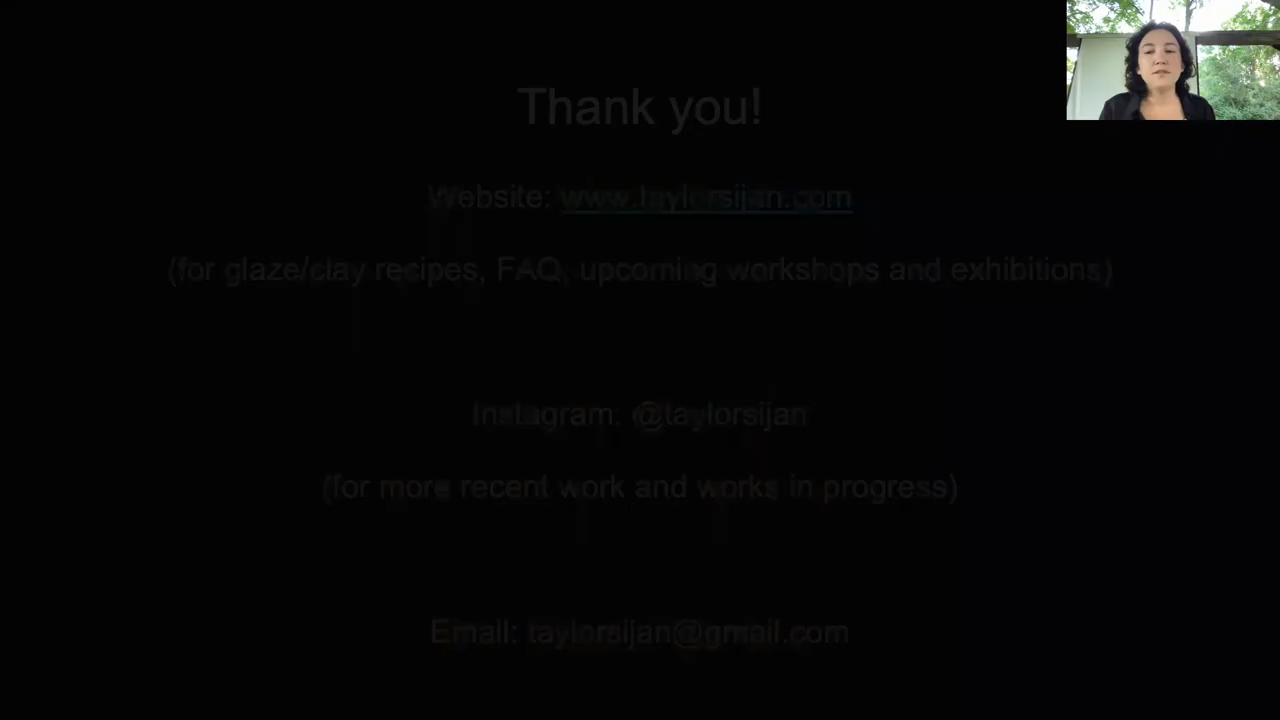 Thank you!
Website: www.taylorsijan.com
(for glaze/clay recipes, FAQ, upcoming workshops and exhibitions)
Instagram: @taylorsijan
(for more recent work and works in progress)
Email: taylorsijan@gmail.com